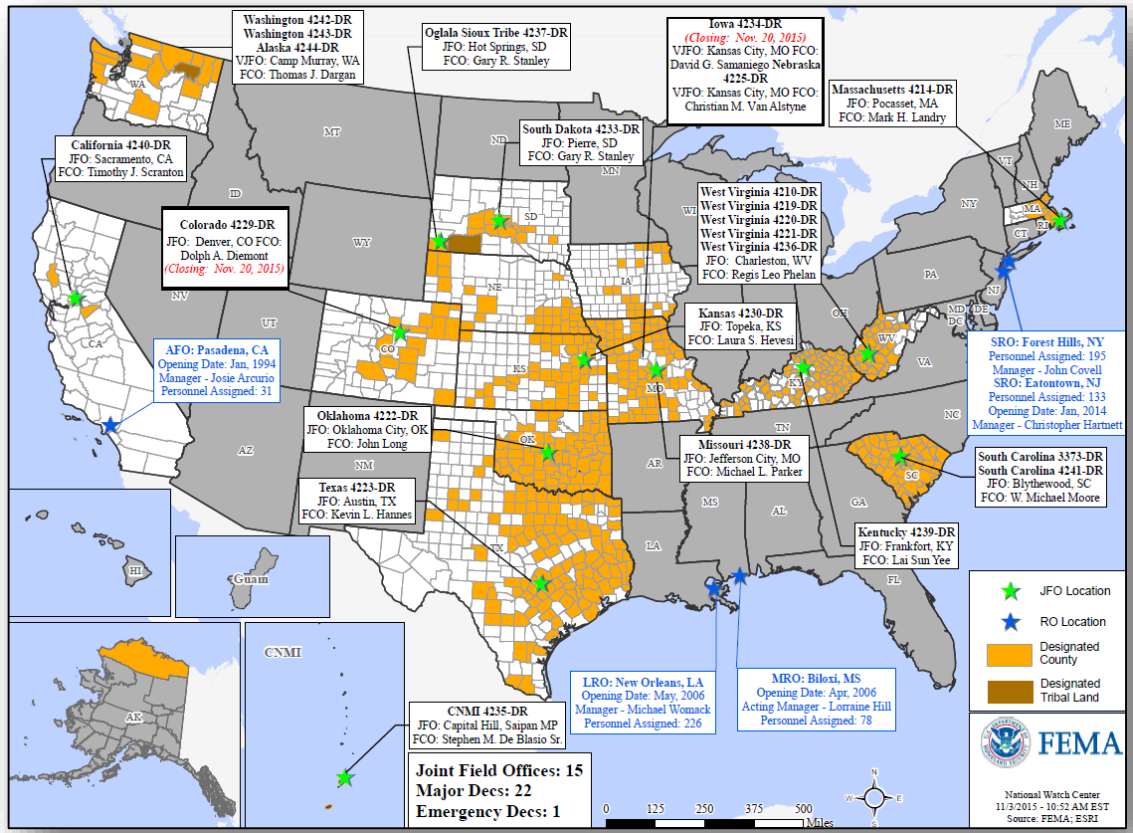 Washington 4242-DR
Washington 4243-DR
Alaska 4244-DR
VJFO: Camp Murray, WA
FCO: Thomas J. Dargan
Oglala Sioux Tribe 4237-DR
JFO: Hot Springs, SD
FCO: Gary R. Stanley
Iowa 4234-DR
(Closing: Nov. 20, 2015)
VJFO: Kansas City, MO FCO:
David G. Samaniego Nebraska
4225-DR
VJFO: Kansas City, MO FCO:
Christian M. Van Alstyne
Massachusetts 4214-DR
JFO: Pocasset, MA
FCO: Mark H. Landry
California 4240-DR
JFO: Sacramento, CA
FCO: Timothy J. Scranton
South Dakota 4233-DR
JFO: Pierre, SD
FCO: Gary R. Stanley
West Virginia 4210-DR
West Virginia 4219-DR
West Virginia 4220-DR
West Virginia 4221-DR
West Virginia 4236-DR
JFO: Charleston, WV
FCO: Regis Leo Phelan
Colorado 4229-DR
JFO: Denver, CO FCO:
Dolph A. Diemont
(Closing: Nov. 20, 2015)
Kansas 4230-DR
JFO: Topeka, KS
FCO: Laura S. Hevesi
AFO: Pasadena, CA
Opening Date: Jan, 1994
Manager - Josie Arcurio
Personnel Assigned: 31
SRO: Forest Hills, NY
Personnel Assigned: 195
Manager - John Covell
SRO: Eatontown, NJ
Personnel Assigned: 133
Opening Date: Jan, 2014
Manager - Christopher Hartnett
Oklahoma 4222-DR
JFO: Oklahoma City, OK
FCO: John Long
Missouri 4238-DR
JFO: Jefferson City, MO
FCO: Michael L. Parker
South Carolina 3373-DR
South Carolina 4241-DR
JFO: Blythewood, SC
FCO: W. Michael Moore
Texas 4223-DR
JFO: Austin, TX
FCO: Kevin L. Hannes
Kentucky 4239-DR
JFO: Frankfort, KY
FCO: Lai Sun Yee
LRO: New Orleans, LA
Opening Date: May, 2006
Manager - Michael Womack
Personnel Assigned: 226
MRO: Biloxi, MS
Opening Date: Apr, 2006
Acting Manager - Lorraine Hill
Personnel Assigned: 78
CNMI 4235-DR
JFO: Capital Hill, Saipan MP
FCO: Stephen M. De Blasio Sr.
Joint Field Offices: 15
Major Decs: 22
Emergency Decs: 1
WA
MT
ND
MN
ME
VT
NH
MA
RI
CT
NY
ID
WY
SD
WI
PA
NJ
NV
UT
NE
IA
OH
MD
DE
DC
CA
CO
KS
MO
KY
WV
VA
AZ
NM
OK
AR
TN
NC
SC
TX
LA
MS
AL
GA
FL
HI
Guam
AK
CNMI
JFO Location
RO Location
Designated
County
Designated
Tribal Land
FEMA
National Watch Center
11/3/2015 - 10:52 AM EST
Source: FEMA; ESRI
N
W
E
S
0
125
250
375
500
Miles